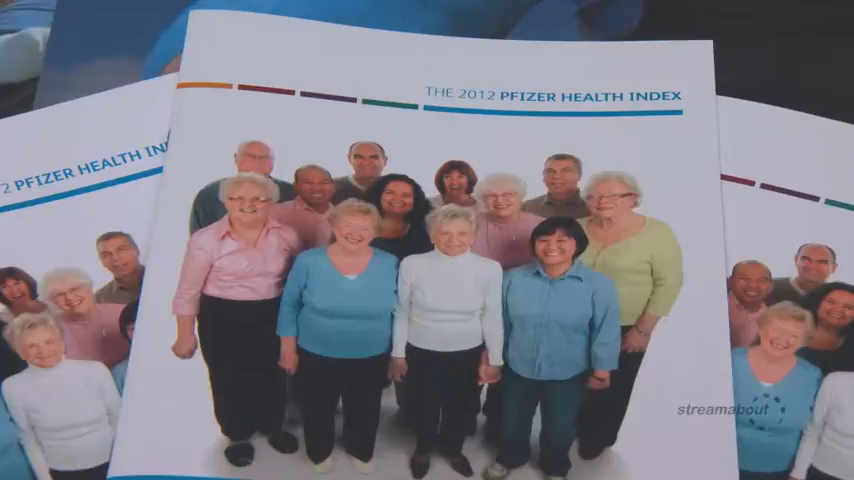 THE 2012 PFIZER HEALTH INDEX
2 PFIZER HEALTH IN
streamabout